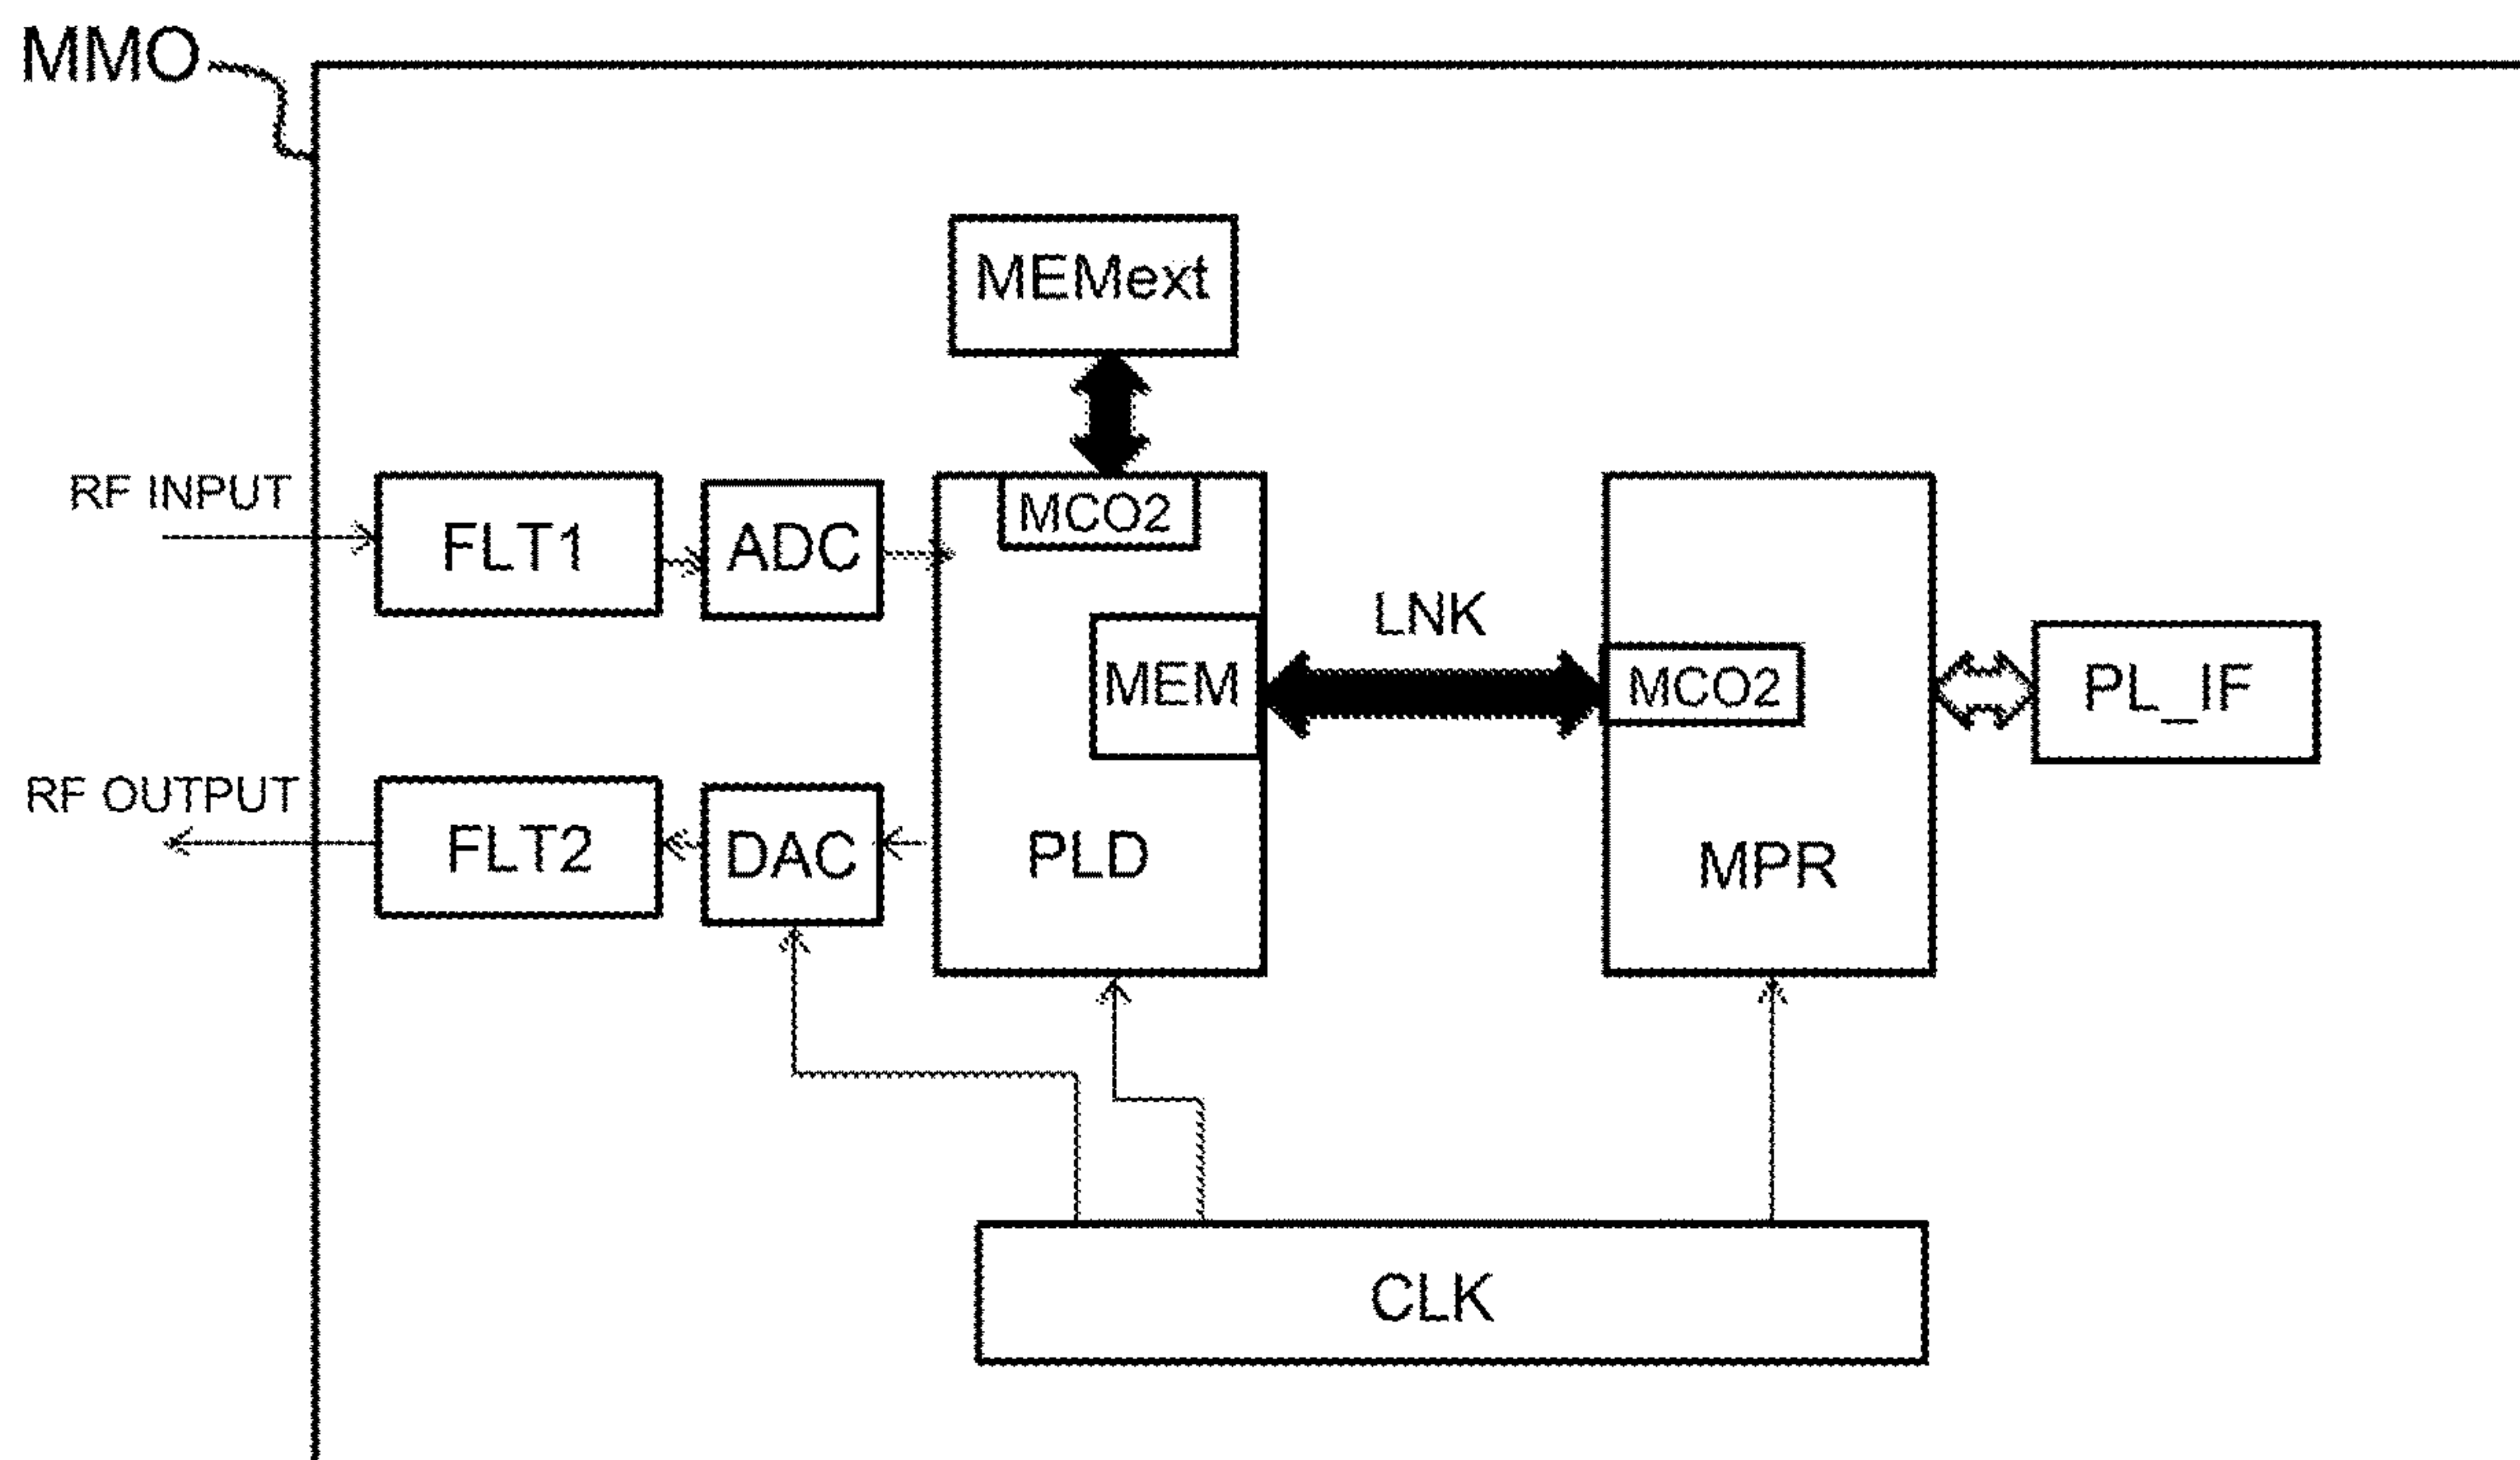 MMO
MEMext
RF INPUT
FLT1
ADC
MCO2
LNK
MEM
MCO2
PL_IF
RF OUTPUT
FLT2
DAC
PLD
MPR
CLK